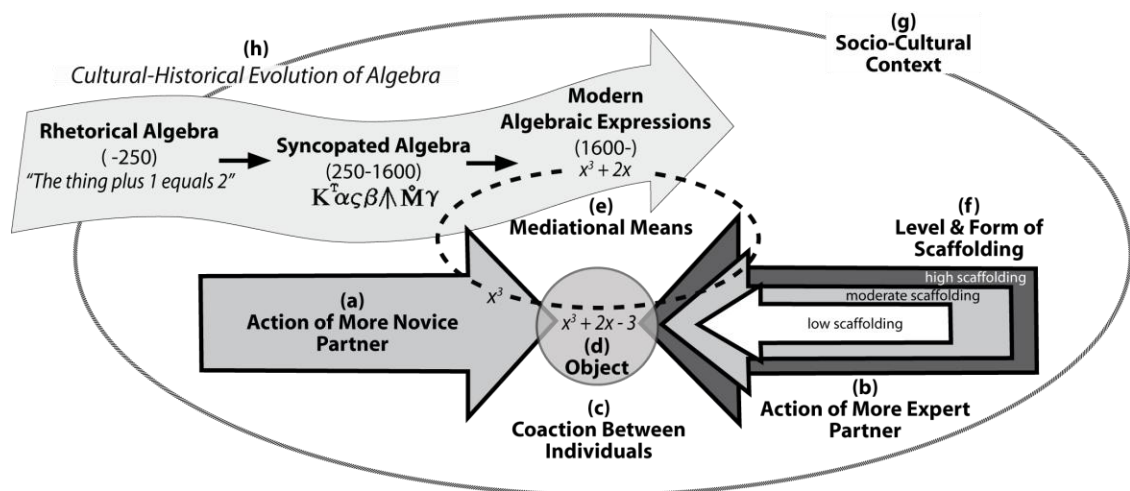 (g)
Socio-Cultural
Context
(h)
Cultural-Historical Evolution of Algebra
Rhetorical Algebra
( -250)
"The thing plus 1 equals 2"
Syncopated Algebra
(250-1600)
Κᵀαςβ⫛M̊γ
Modern
Algebraic Expressions
(1600-)
x³ + 2x
(e)
Mediational Means
(f)
Level & Form of
Scaffolding
high scaffolding
moderate scaffolding
low scaffolding
(a)
Action of More Novice
Partner
x³
x³ + 2x - 3
(d)
Object
(b)
Action of More Expert
Partner
(c)
Coaction Between
Individuals